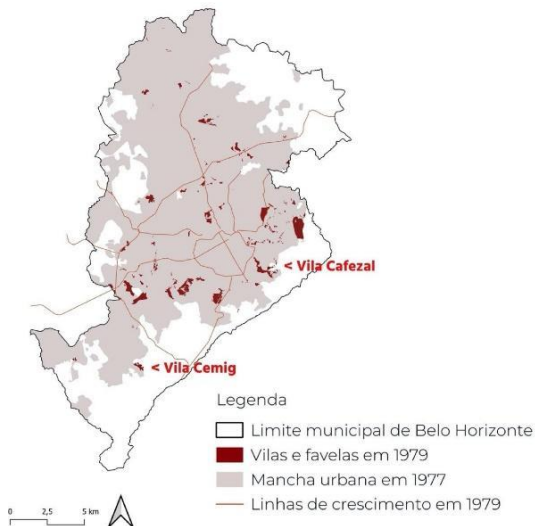 < Vila Cafezal
< Vila Cemig
Legenda
Limite municipal de Belo Horizonte
Vilas e favelas em 1979
Mancha urbana em 1977
Linhas de crescimento em 1979
0 2,5 5 km